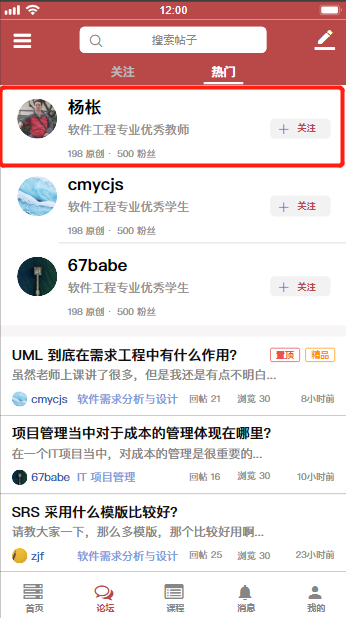 12:00
搜索帖子
关注 热门
杨枨
软件工程专业优秀教师
198 原创 · 500 粉丝
＋ 关注
cmycjs
软件工程专业优秀学生
198 原创 · 500 粉丝
＋ 关注
67babe
软件工程专业优秀学生
198 原创 · 500 粉丝
＋ 关注
UML 到底在需求工程中有什么作用? 置顶 精品
虽然老师上课讲了很多，但是我还是有点不明白...
cmycjs 软件需求分析与设计 回帖 21 浏览 30 8小时前
项目管理当中对于成本的管理体现在哪里?
在一个IT项目当中，对成本的管理是很重要的...
67babe IT 项目管理 回帖 16 浏览 30 10小时前
SRS 采用什么模版比较好?
请教大家一下，那么多模版，那个比较好用啊...
zjf 软件需求分析与设计 回帖 25 浏览 30 23小时前
首页 论坛 课程 消息 我的